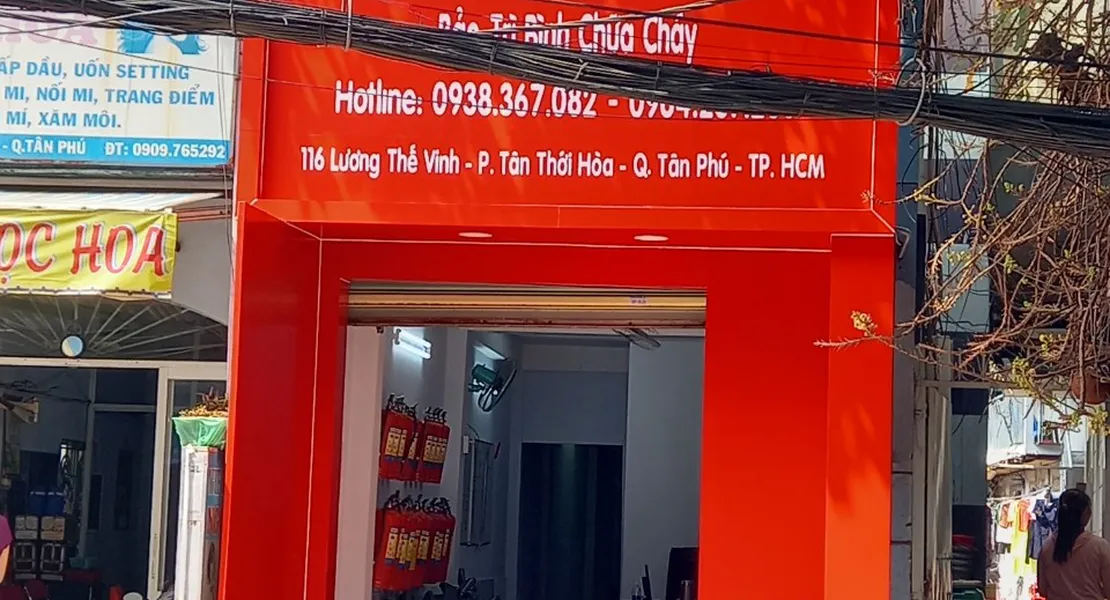 HOA
ẤP DẦU, UỐN SETTING
MI, NỐI MI, TRANG ĐIỂM
MÍ, XĂM MÔI.
- Q.TÂN PHÚ ĐT: 0909.765292
ỌC HOA
Bảo Trì Bình Chữa Cháy
Hotline: 0938.367.082 -
116 Lương Thế Vinh - P. Tân Thới Hòa - Q. Tân Phú - TP. HCM